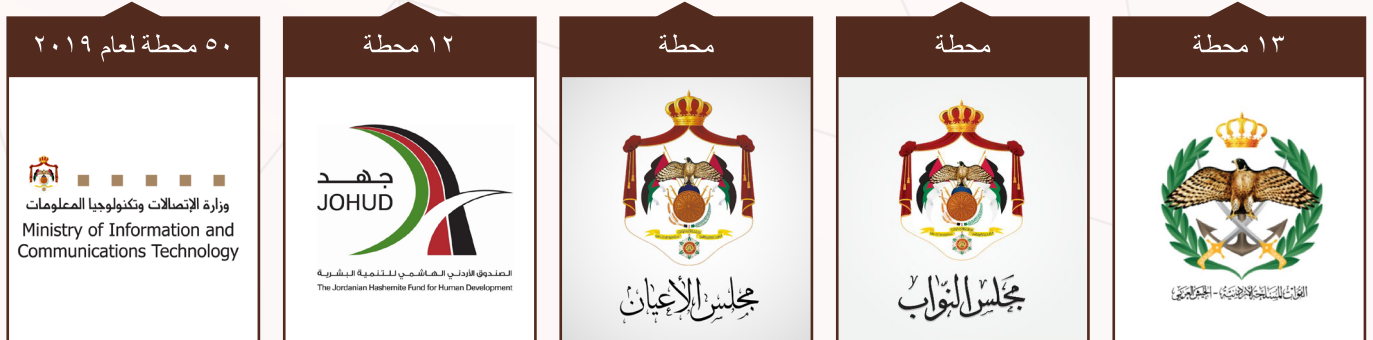 ١٣ محطة
القوات المسلحة الأردنية - الجيش العربي
محطة
مجلس النواب
محطة
مجلس الأعيان
١٢ محطة
جهد
JOHUD
الصندوق الأردني الهاشمي للتنمية البشرية
The Jordanian Hashemite Fund for Human Development
٥٠ محطة لعام ٢٠١٩
وزارة الإتصالات وتكنولوجيا المعلومات
Ministry of Information and
Communications Technology